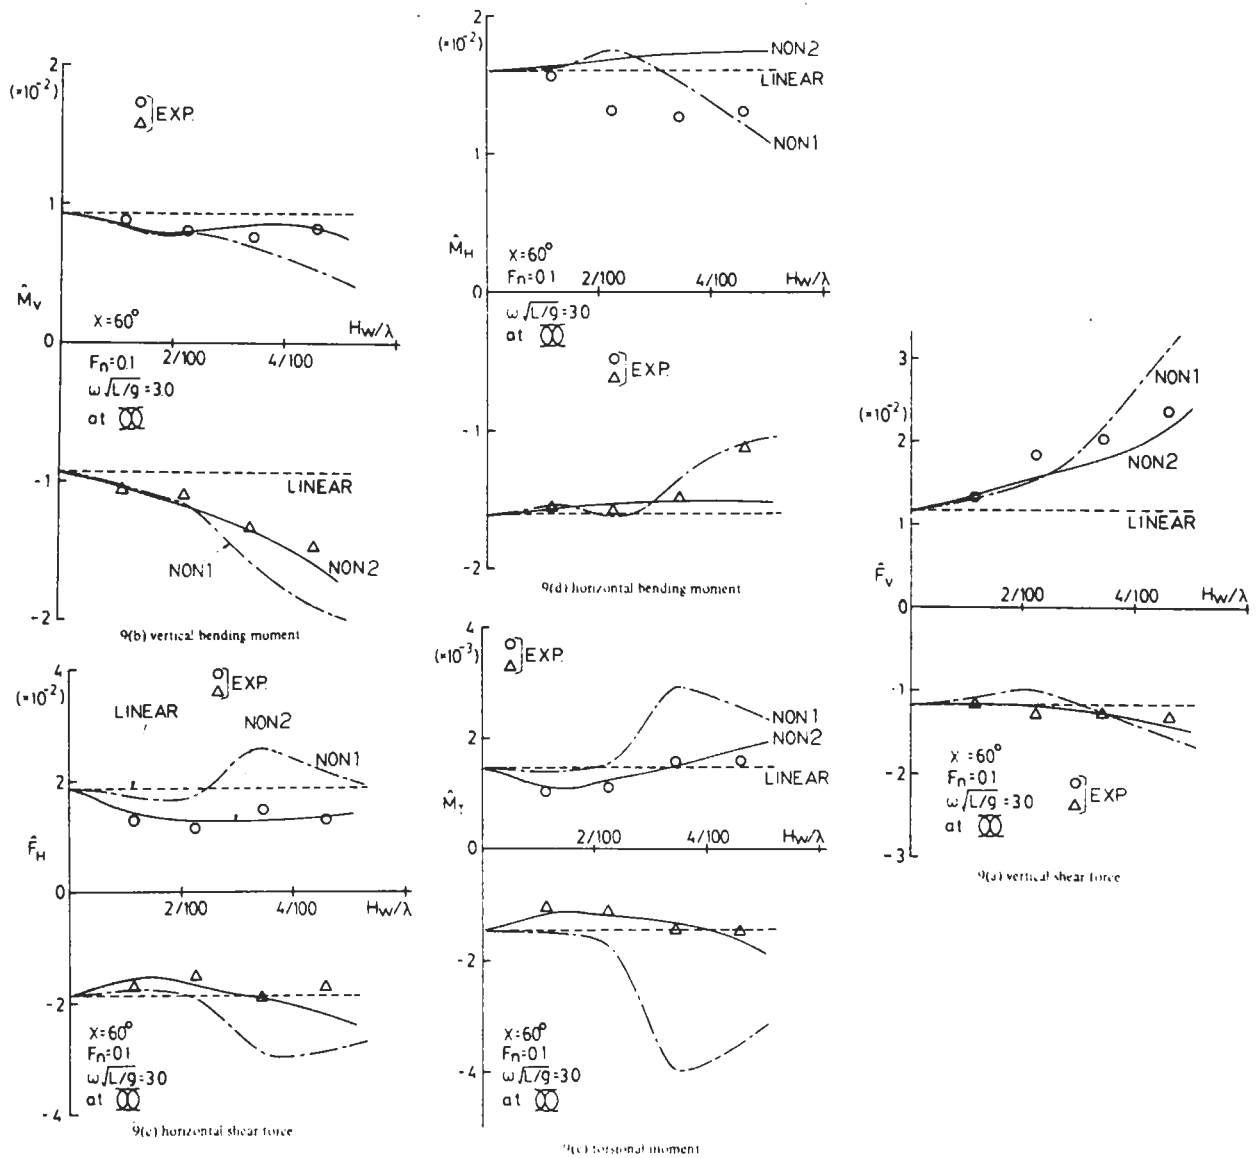 2
(×10⁻²)
○
△ ] EXP.
1
M̂ᵥ
χ=60°
Hw/λ
0
2/100
4/100
Fn=0.1
ω√L/g=3.0
at
-1
LINEAR
NON1
NON2
-2
9(b) vertical bending moment
2
(×10⁻²)
NON2
LINEAR
NON1
1
M̂_H
χ=60°
Fn=0.1
2/100
4/100
Hw/λ
0
ω√L/g=3.0
at
○
△ ] EXP.
-1
-2
9(d) horizontal bending moment
3
(×10⁻²)
NON1
2
NON2
1
LINEAR
F̂ᵥ
0
2/100
4/100
Hw/λ
-1
χ=60°
Fn=0.1
ω√L/g=3.0
at
○
△ ] EXP
-2
-3
9(a) vertical shear force
4
(×10⁻²)
○
△ ] EXP.
LINEAR
NON2
NON1
2
F̂_H
0
2/100
4/100
Hw/λ
-2
χ=60°
Fn=0.1
ω√L/g=3.0
at
-4
9(c) horizontal shear force
4
(×10⁻³)
○
△ ] EXP.
NON1
2
NON2
LINEAR
M̂_T
0
2/100
4/100
Hw/λ
-2
χ=60°
Fn=0.1
ω√L/g=3.0
at
-4
9(e) torsional moment